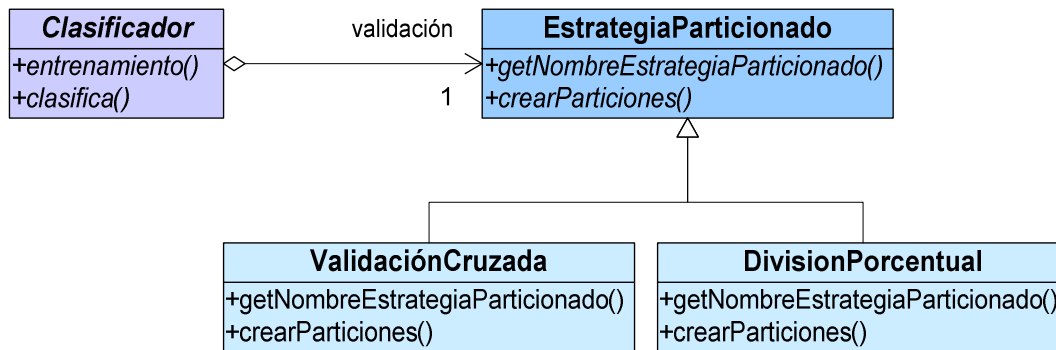 Clasificador
+entrenamiento()
+clasifica()
validación
1
EstrategiaParticionado
+getNombreEstrategiaParticionado()
+crearParticiones()
ValidaciónCruzada
+getNombreEstrategiaParticionado()
+crearParticiones()
DivisionPorcentual
+getNombreEstrategiaParticionado()
+crearParticiones()